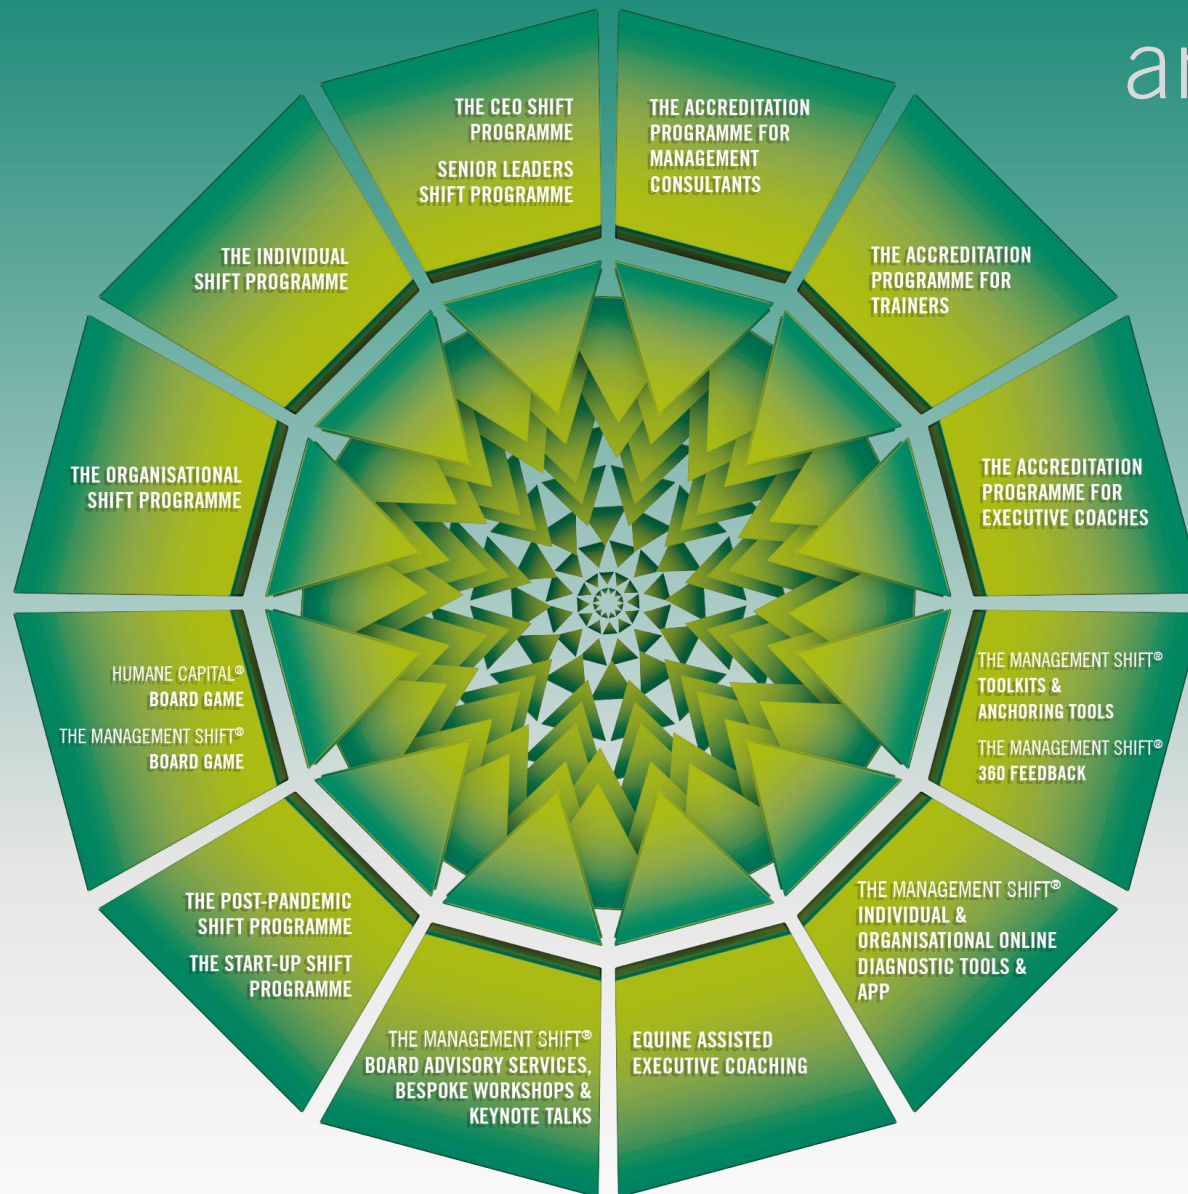 ar
THE CEO SHIFT
PROGRAMME
SENIOR LEADERS
SHIFT PROGRAMME
THE ACCREDITATION
PROGRAMME FOR
MANAGEMENT
CONSULTANTS
THE ACCREDITATION
PROGRAMME FOR
TRAINERS
THE ACCREDITATION
PROGRAMME FOR
EXECUTIVE COACHES
THE MANAGEMENT SHIFT®
TOOLKITS &
ANCHORING TOOLS
THE MANAGEMENT SHIFT®
360 FEEDBACK
THE MANAGEMENT SHIFT®
INDIVIDUAL &
ORGANISATIONAL ONLINE
DIAGNOSTIC TOOLS &
APP
EQUINE ASSISTED
EXECUTIVE COACHING
THE MANAGEMENT SHIFT®
BOARD ADVISORY SERVICES,
BESPOKE WORKSHOPS &
KEYNOTE TALKS
THE POST-PANDEMIC
SHIFT PROGRAMME
THE START-UP SHIFT
PROGRAMME
HUMANE CAPITAL®
BOARD GAME
THE MANAGEMENT SHIFT®
BOARD GAME
THE ORGANISATIONAL
SHIFT PROGRAMME
THE INDIVIDUAL
SHIFT PROGRAMME